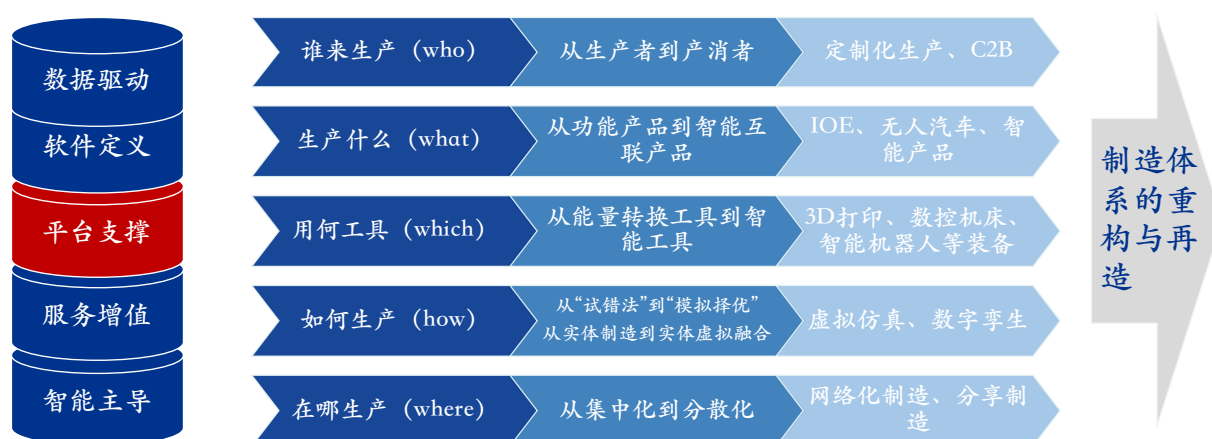 数据驱动
软件定义
平台支撑
服务增值
智能主导
谁来生产（who）
从生产者到产消者
定制化生产、C2B
生产什么（what）
从功能产品到智能互
联产品
IOE、无人汽车、智
能产品
用何工具（which）
从能量转换工具到智
能工具
3D打印、数控机床、
智能机器人等装备
如何生产（how）
从“试错法”到“模拟择优”
从实体制造到实体虚拟融合
虚拟仿真、数字孪生
在哪生产（where）
从集中化到分散化
网络化制造、分享制
造
制造体
系的重
构与再
造